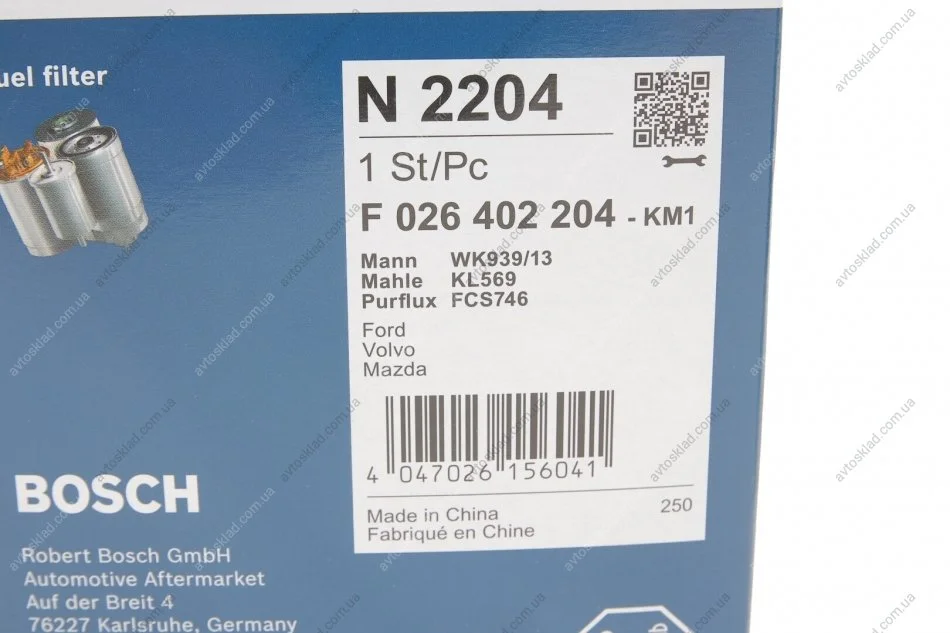 uel filter
N 2204
1 St/Pc
F 026 402 204 - KM1
Mann WK939/13
Mahle KL569
Purflux FCS746
Ford
Volvo
Mazda
4 047026 156041
Made in China 250
Fabriqué en Chine
BOSCH
Robert Bosch GmbH
Automotive Aftermarket
Auf der Breit 4
76227 Karlsruhe, Germany
avtosklad.com.ua